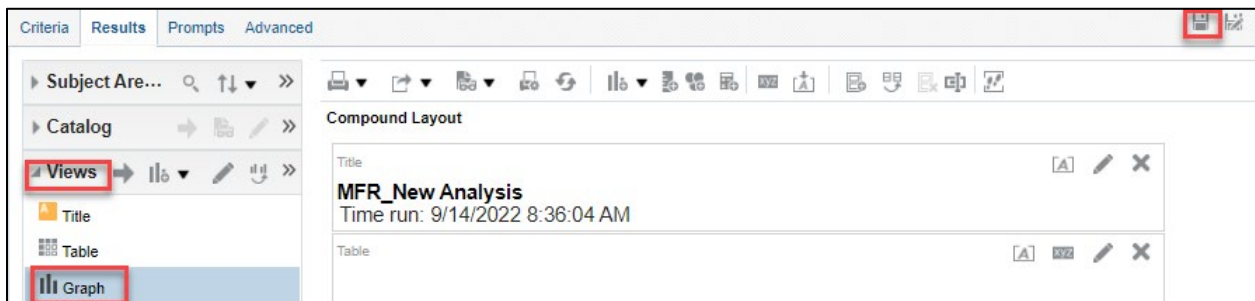 Criteria Results Prompts Advanced
Subject Are...
Catalog
Compound Layout
Views
Title
Title
MFR_New Analysis
Time run: 9/14/2022 8:36:04 AM
Table
Table
Graph